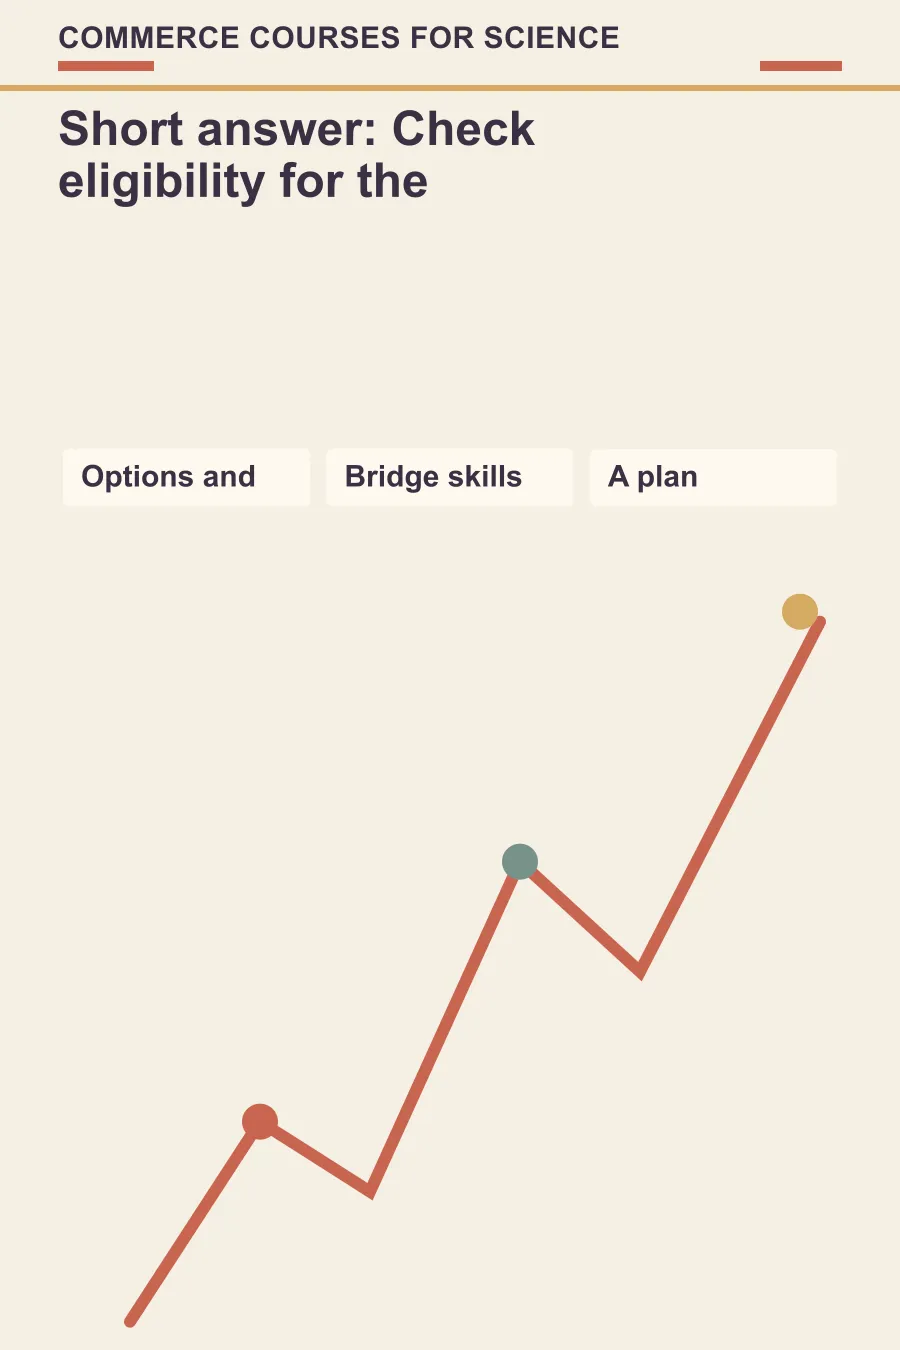 COMMERCE COURSES FOR SCIENCE
Short answer: Check
eligibility for the
Options and
Bridge skills
A plan